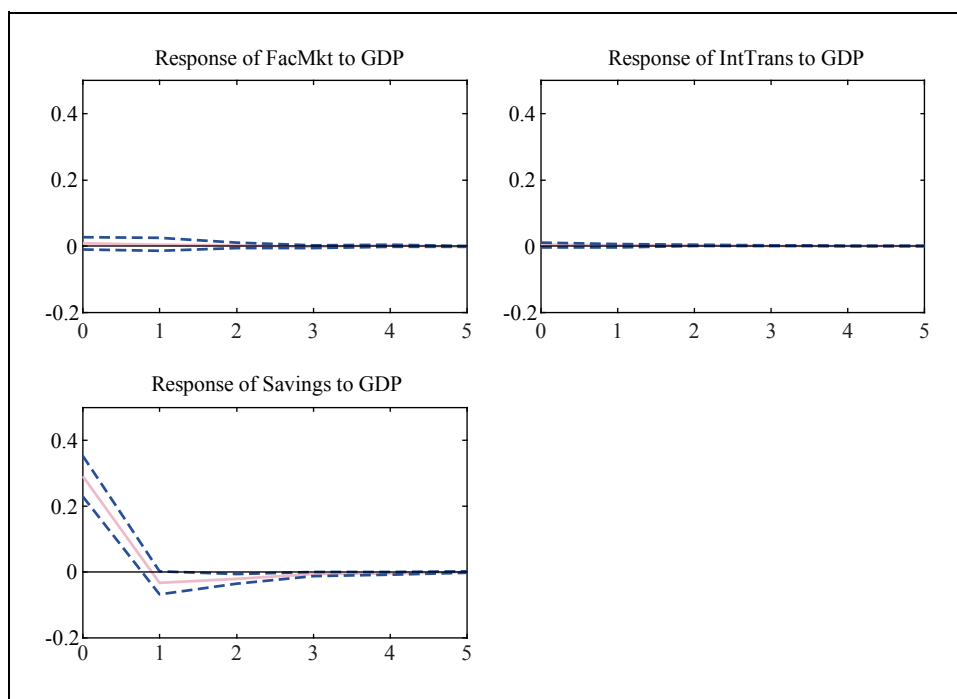 Response of FacMkt to GDP
0.4
0.2
0
-0.2
0 1 2 3 4 5
Response of IntTrans to GDP
0.4
0.2
0
-0.2
0 1 2 3 4 5
Response of Savings to GDP
0.4
0.2
0
-0.2
0 1 2 3 4 5